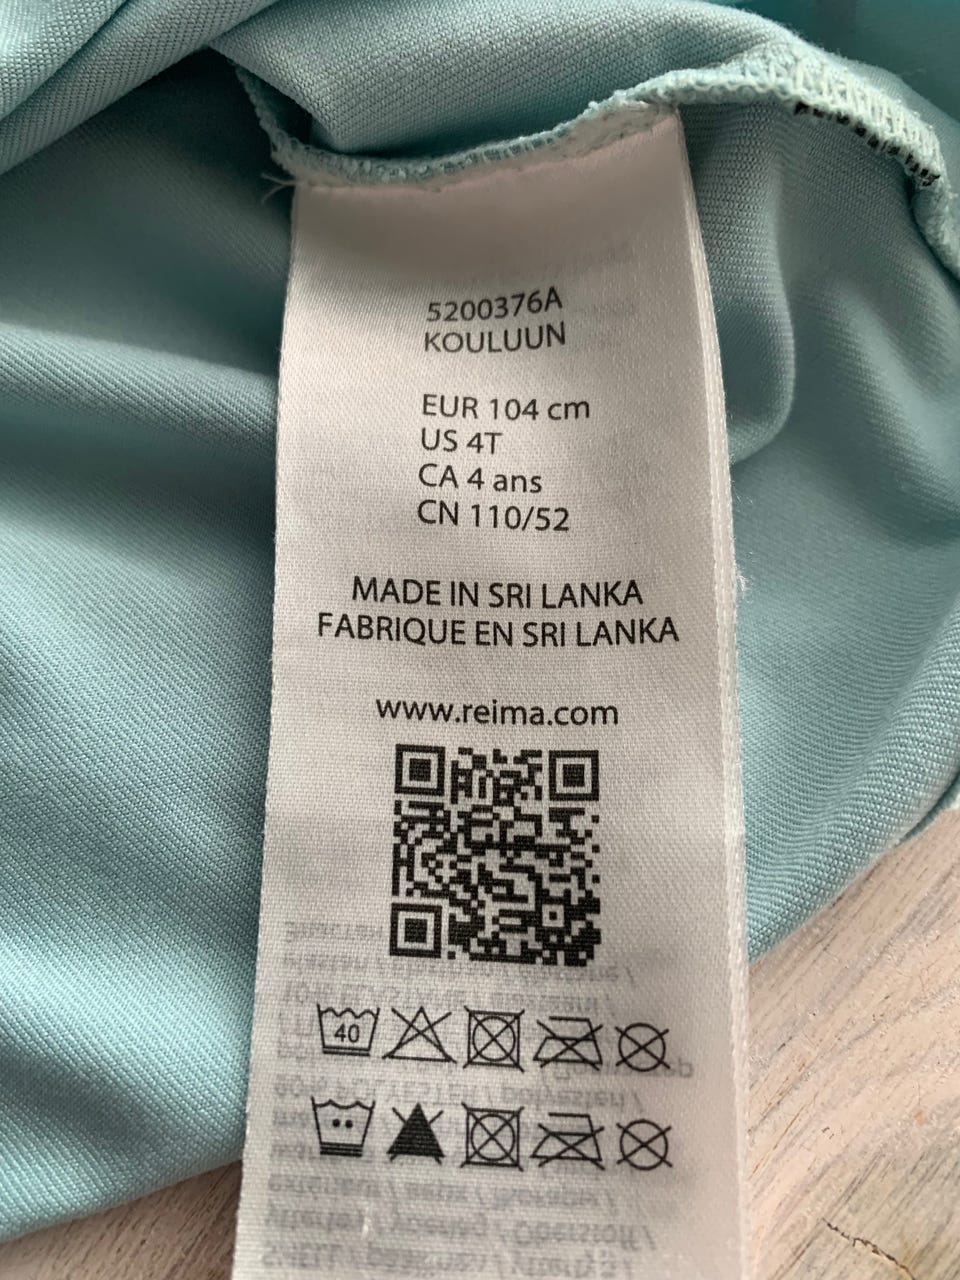 5200376A
KOULUUN
EUR 104 cm
US 4T
CA 4 ans
CN 110/52
MADE IN SRI LANKA
FABRIQUE EN SRI LANKA
www.reima.com
40